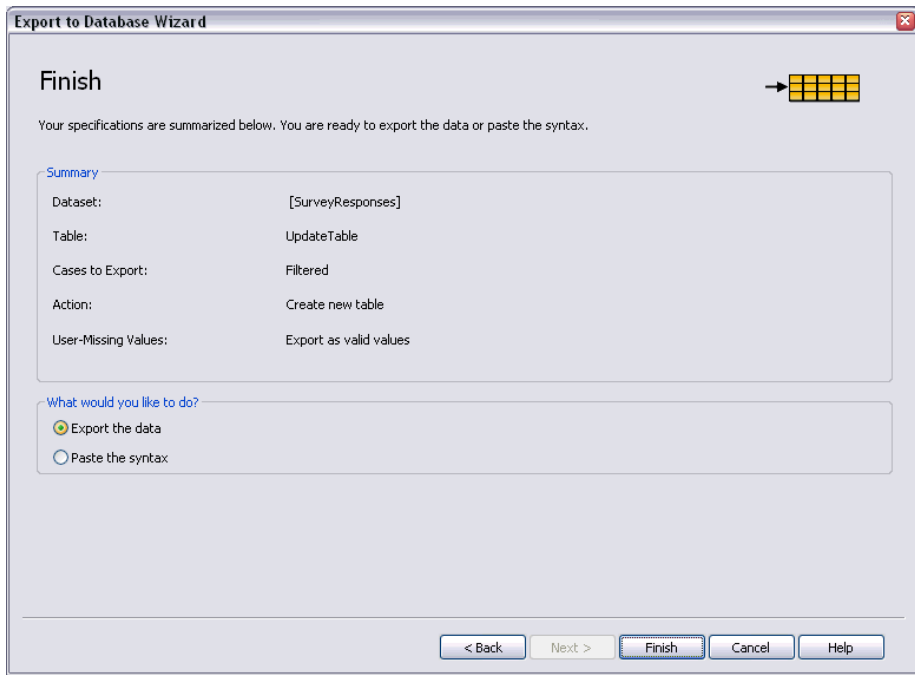 Export to Database Wizard
Finish
Your specifications are summarized below. You are ready to export the data or paste the syntax.
Summary
Dataset: [SurveyResponses]
Table: UpdateTable
Cases to Export: Filtered
Action: Create new table
User-Missing Values: Export as valid values
What would you like to do?
Export the data
Paste the syntax
< Back Next > Finish Cancel Help